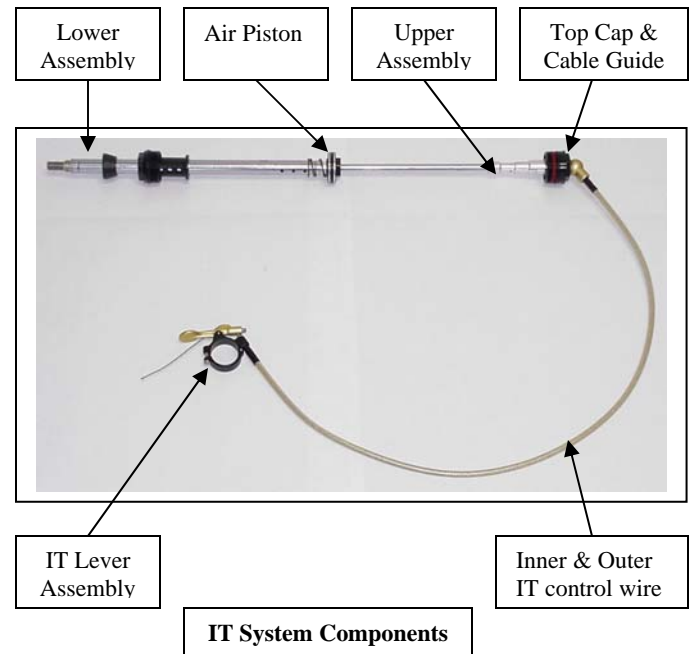 Lower
Assembly
Air Piston
Upper
Assembly
Top Cap &
Cable Guide
IT Lever
Assembly
Inner & Outer
IT control wire
IT System Components